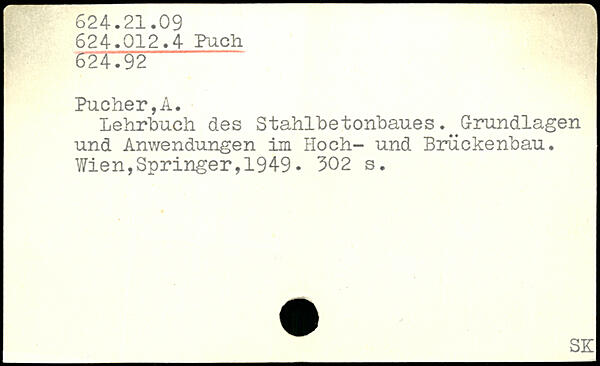 624.21.09
624.012.4 Puch
624.92
Pucher,A.
Lehrbuch des Stahlbetonbaues. Grundlagen
und Anwendungen im Hoch- und Brückenbau.
Wien,Springer,1949. 302 s.
SK